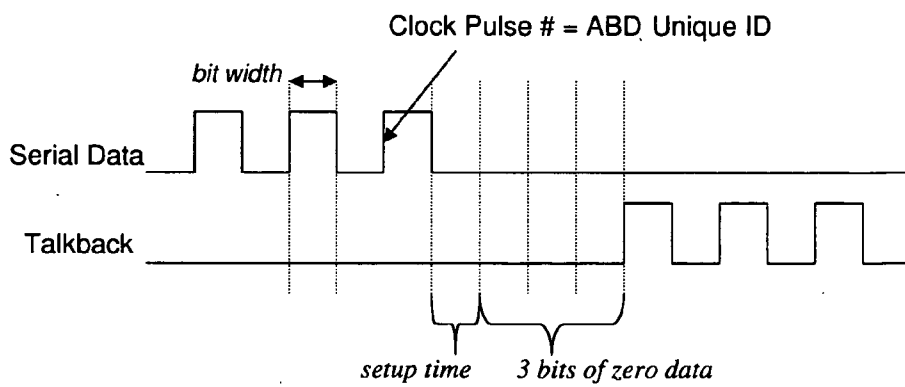 Clock Pulse # = ABD Unique ID
bit width
Serial Data
Talkback
setup time
3 bits of zero data